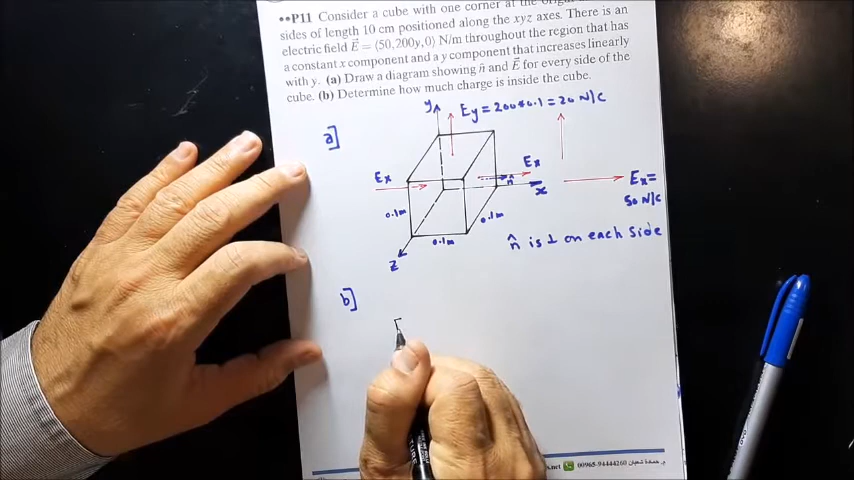 ••P11 Consider a cube with one corner at the origin
sides of length 10 cm positioned along the xyz axes. There is an
electric field E⃗ = (50, 200y, 0) N/m throughout the region that has
a constant x component and a y component that increases linearly
with y. (a) Draw a diagram showing n̂ and E⃗ for every side of the
cube. (b) Determine how much charge is inside the cube.
a]
y
Ey = 200*0.1 = 20 N/C
Ex
Ex
n̂
x
Ex =
50 N/C
0.1m
0.1m
0.1m
z
n̂ is ⊥ on each side
b]
00965-94444260 م. حمادة شعبان